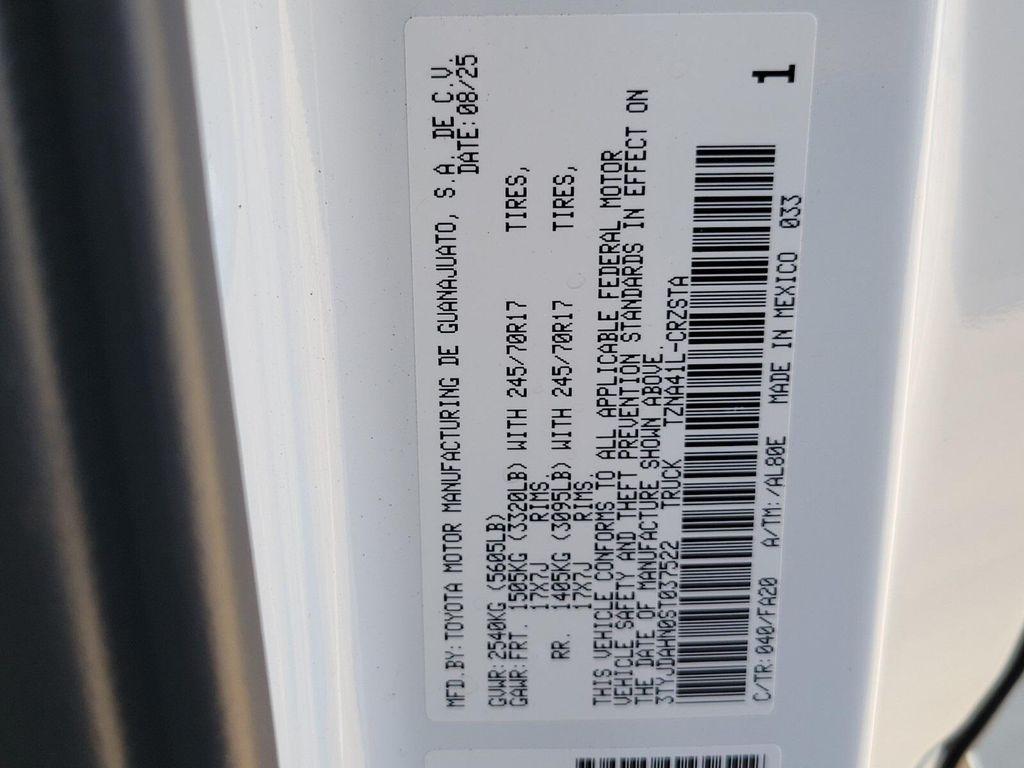 MFD.BY: TOYOTA MOTOR MANUFACTURING DE GUANAJUATO, S.A. DE C.V.
DATE: 08/25
GVWR: 2540KG (5605LB)
GAWR: FRT. 1505KG (3320LB) WITH 245/70R17 TIRES,
17X7J RIMS.
RR. 1405KG (3095LB) WITH 245/70R17 TIRES,
17X7J RIMS.
THIS VEHICLE CONFORMS TO ALL APPLICABLE FEDERAL MOTOR
VEHICLE SAFETY AND THEFT PREVENTION STANDARDS IN EFFECT ON
THE DATE OF MANUFACTURE SHOWN ABOVE.
3TYJDAHN0ST037522 TRUCK TZNA41L-CRZSTA
C/TR: 040/FA20 A/TM: /AL80E MADE IN MEXICO 033
1